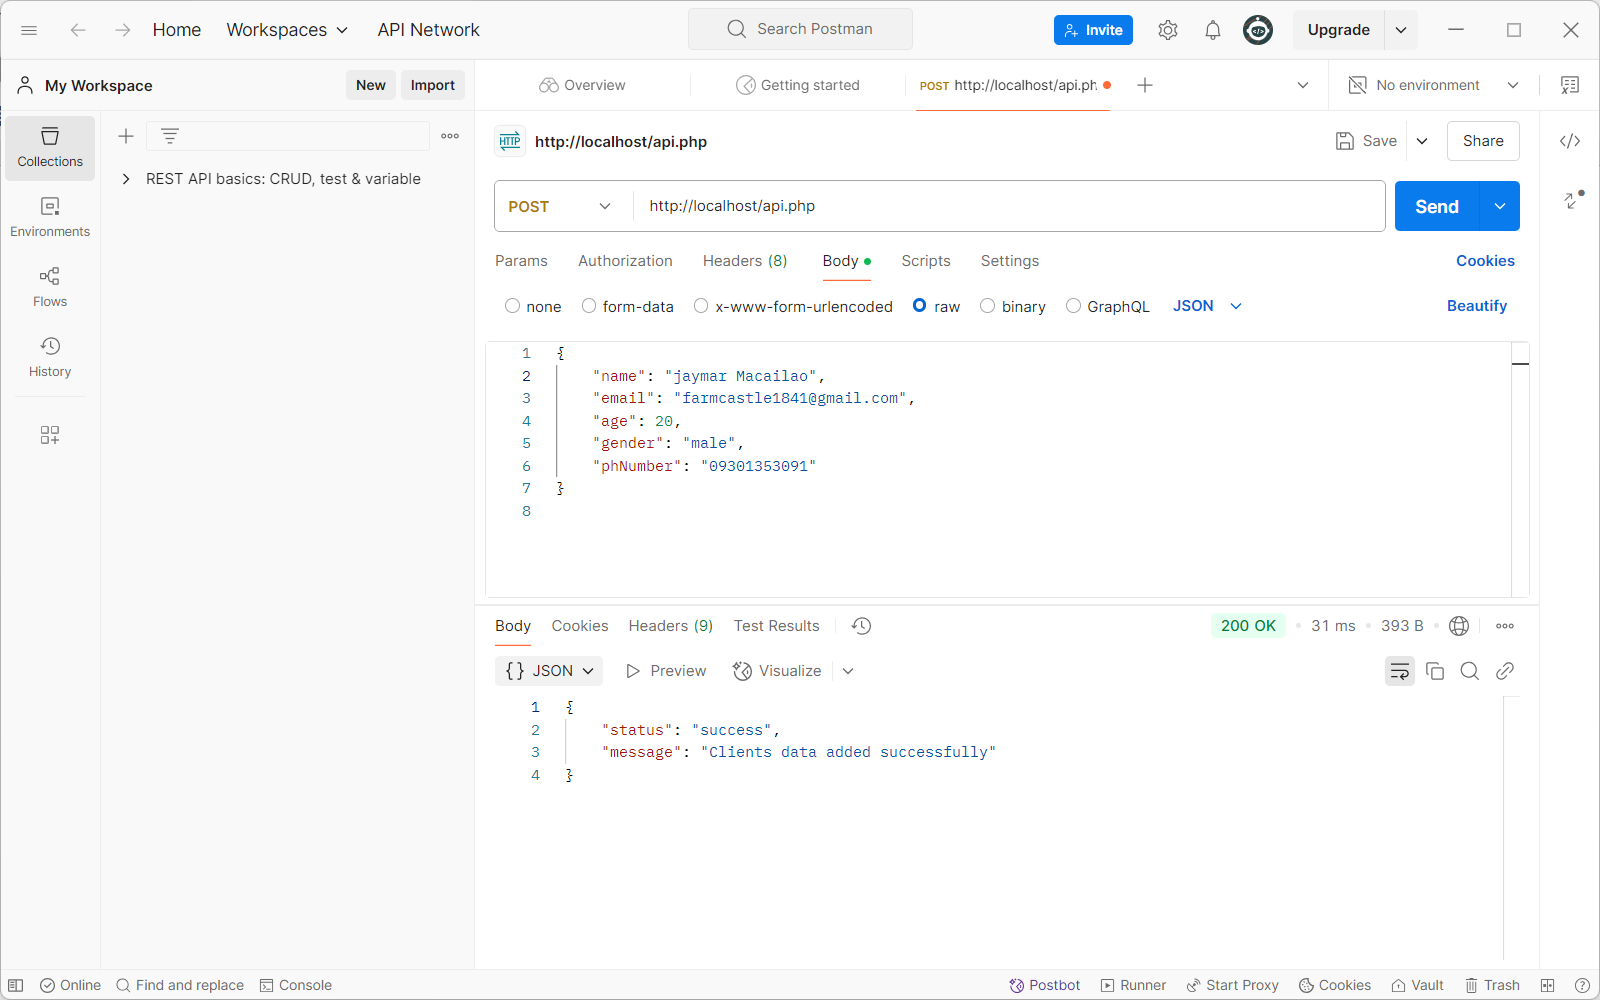 Home Workspaces API Network Search Postman Invite Upgrade
My Workspace New Import Overview Getting started POST http://localhost/api.php No environment
Collections
Environments
Flows
History
REST API basics: CRUD, test & variable
HTTP http://localhost/api.php Save Share
POST http://localhost/api.php Send
Params Authorization Headers (8) Body Scripts Settings Cookies
none form-data x-www-form-urlencoded raw binary GraphQL JSON Beautify
1 {
2 "name": "jaymar Macailao",
3 "email": "farmcastle1841@gmail.com",
4 "age": 20,
5 "gender": "male",
6 "phNumber": "09301353091"
7 }
8
Body Cookies Headers (9) Test Results 200 OK 31 ms 393 B
{} JSON Preview Visualize
1 {
2 "status": "success",
3 "message": "Clients data added successfully"
4 }
Online Find and replace Console Postbot Runner Start Proxy Cookies Vault Trash